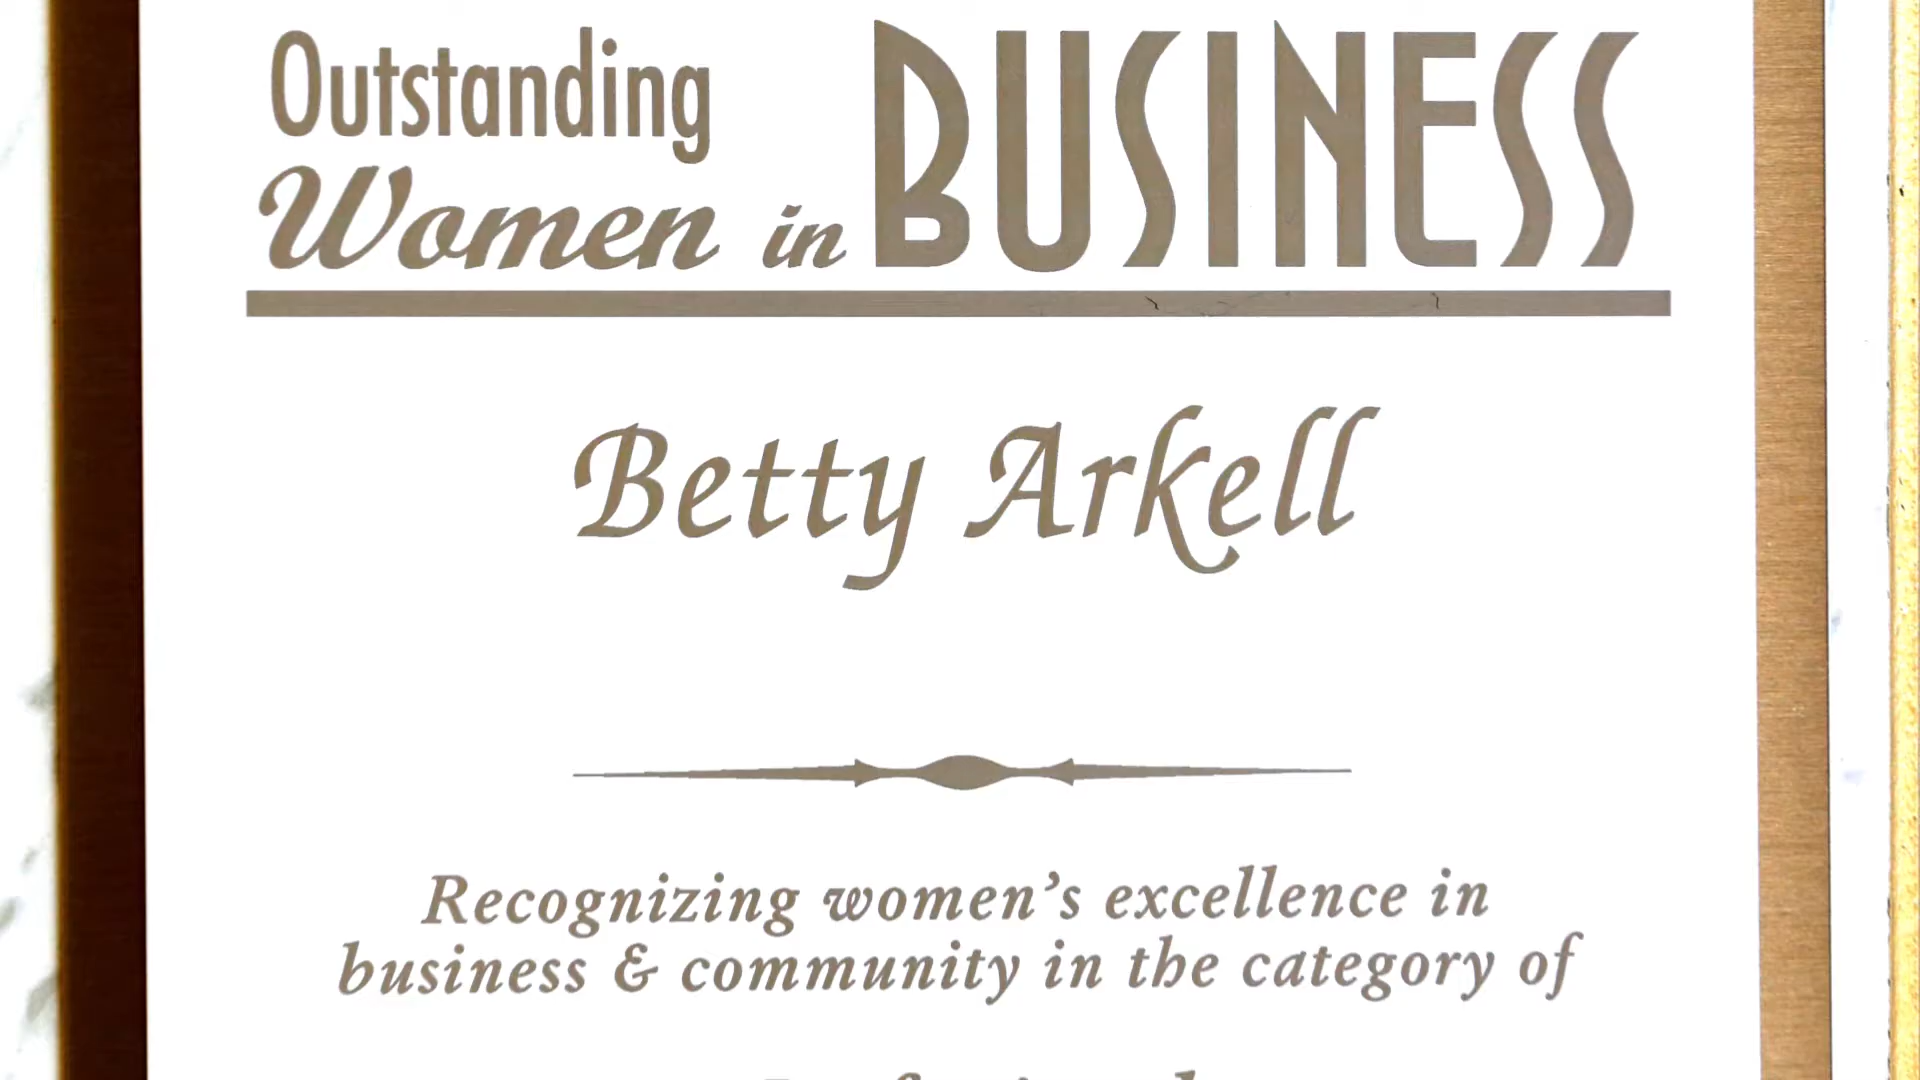 Outstanding
Women in BUSINESS
Betty Arkell
Recognizing women's excellence in
business & community in the category of